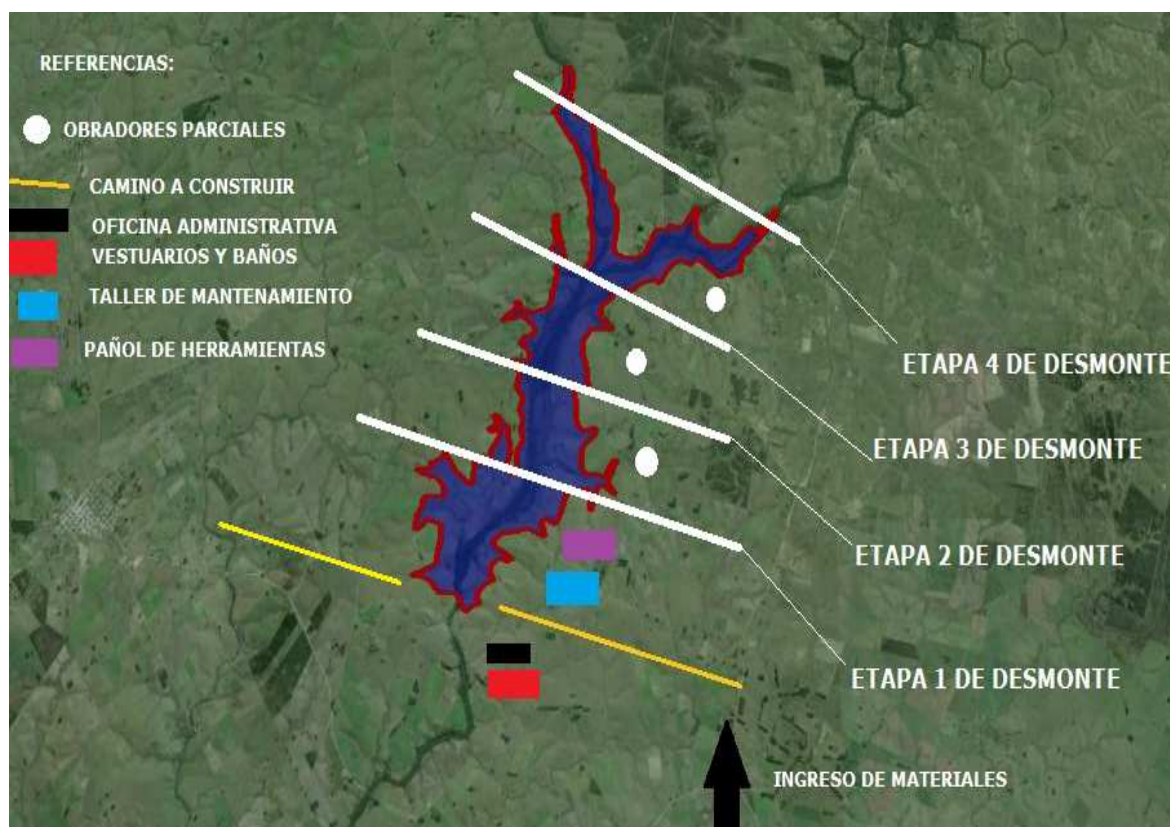 REFERENCIAS:
OBRADORES PARCIALES
CAMINO A CONSTRUIR
OFICINA ADMINISTRATIVA
VESTUARIOS Y BAÑOS
TALLER DE MANTENAMIENTO
PAÑOL DE HERRAMIENTAS
ETAPA 4 DE DESMONTE
ETAPA 3 DE DESMONTE
ETAPA 2 DE DESMONTE
ETAPA 1 DE DESMONTE
INGRESO DE MATERIALES